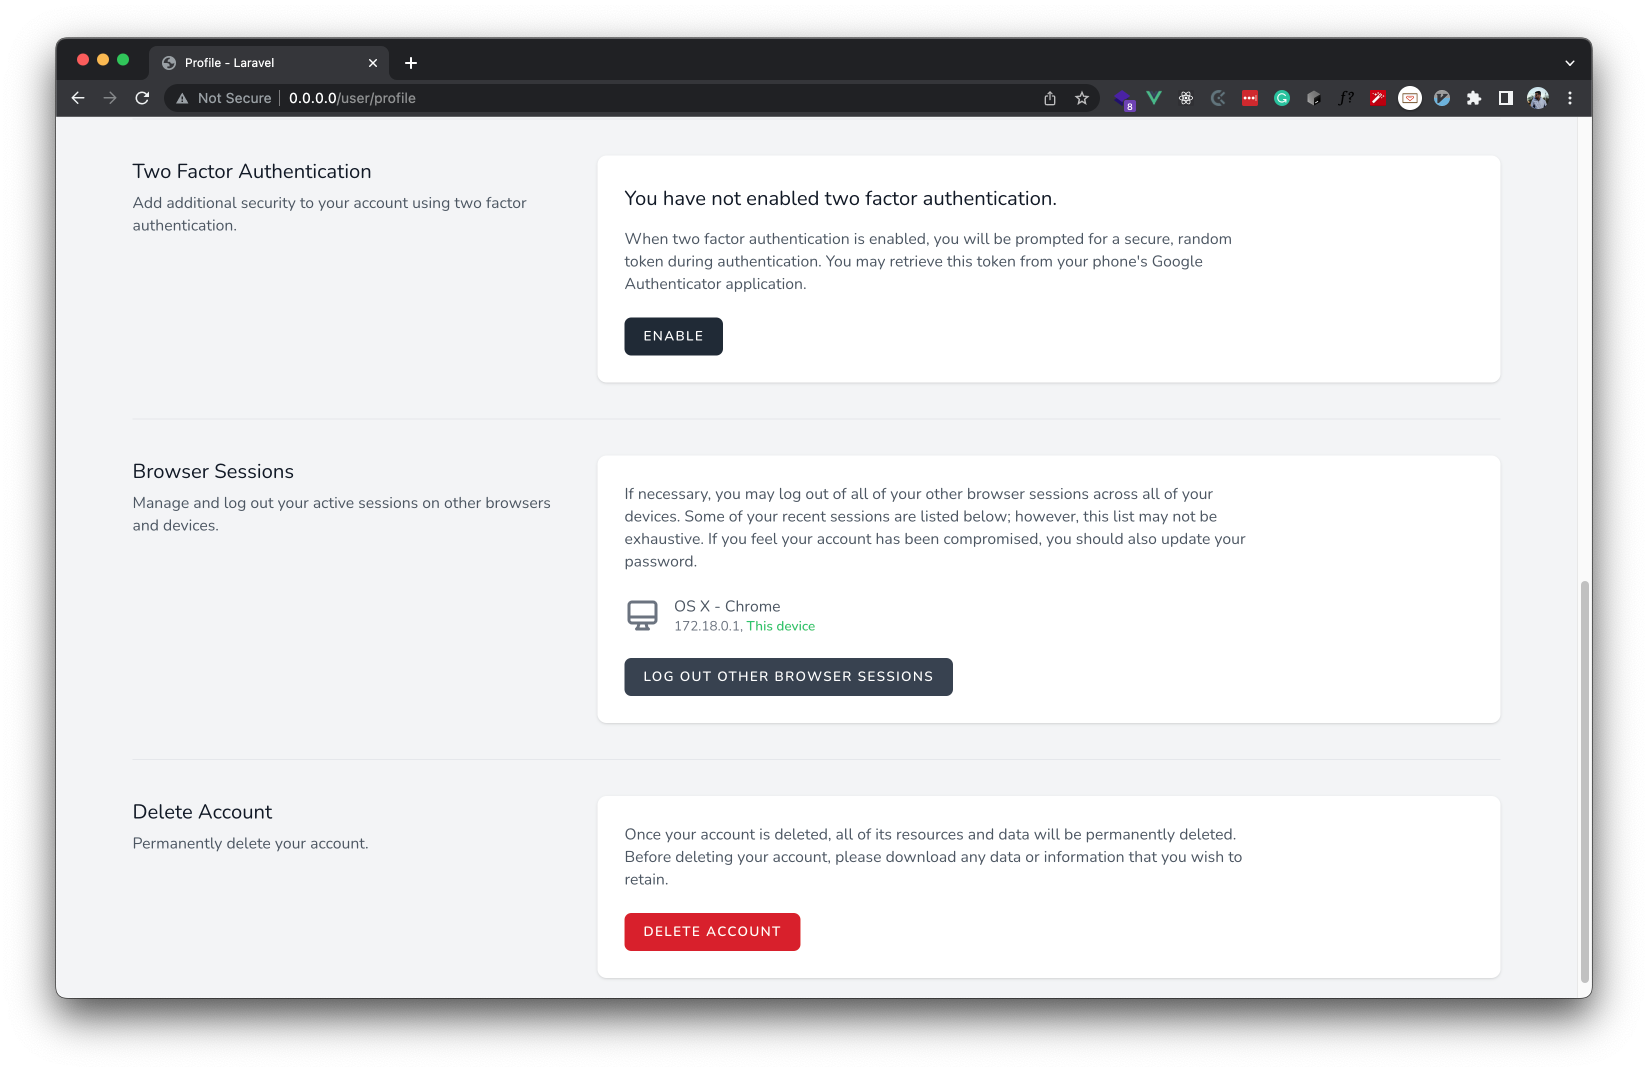 Profile - Laravel
Not Secure
0.0.0.0/user/profile
8
f?
Two Factor Authentication
Add additional security to your account using two factor
authentication.
You have not enabled two factor authentication.
When two factor authentication is enabled, you will be prompted for a secure, random
token during authentication. You may retrieve this token from your phone's Google
Authenticator application.
ENABLE
Browser Sessions
Manage and log out your active sessions on other browsers
and devices.
If necessary, you may log out of all of your other browser sessions across all of your
devices. Some of your recent sessions are listed below; however, this list may not be
exhaustive. If you feel your account has been compromised, you should also update your
password.
OS X - Chrome
172.18.0.1, This device
LOG OUT OTHER BROWSER SESSIONS
Delete Account
Permanently delete your account.
Once your account is deleted, all of its resources and data will be permanently deleted.
Before deleting your account, please download any data or information that you wish to
retain.
DELETE ACCOUNT